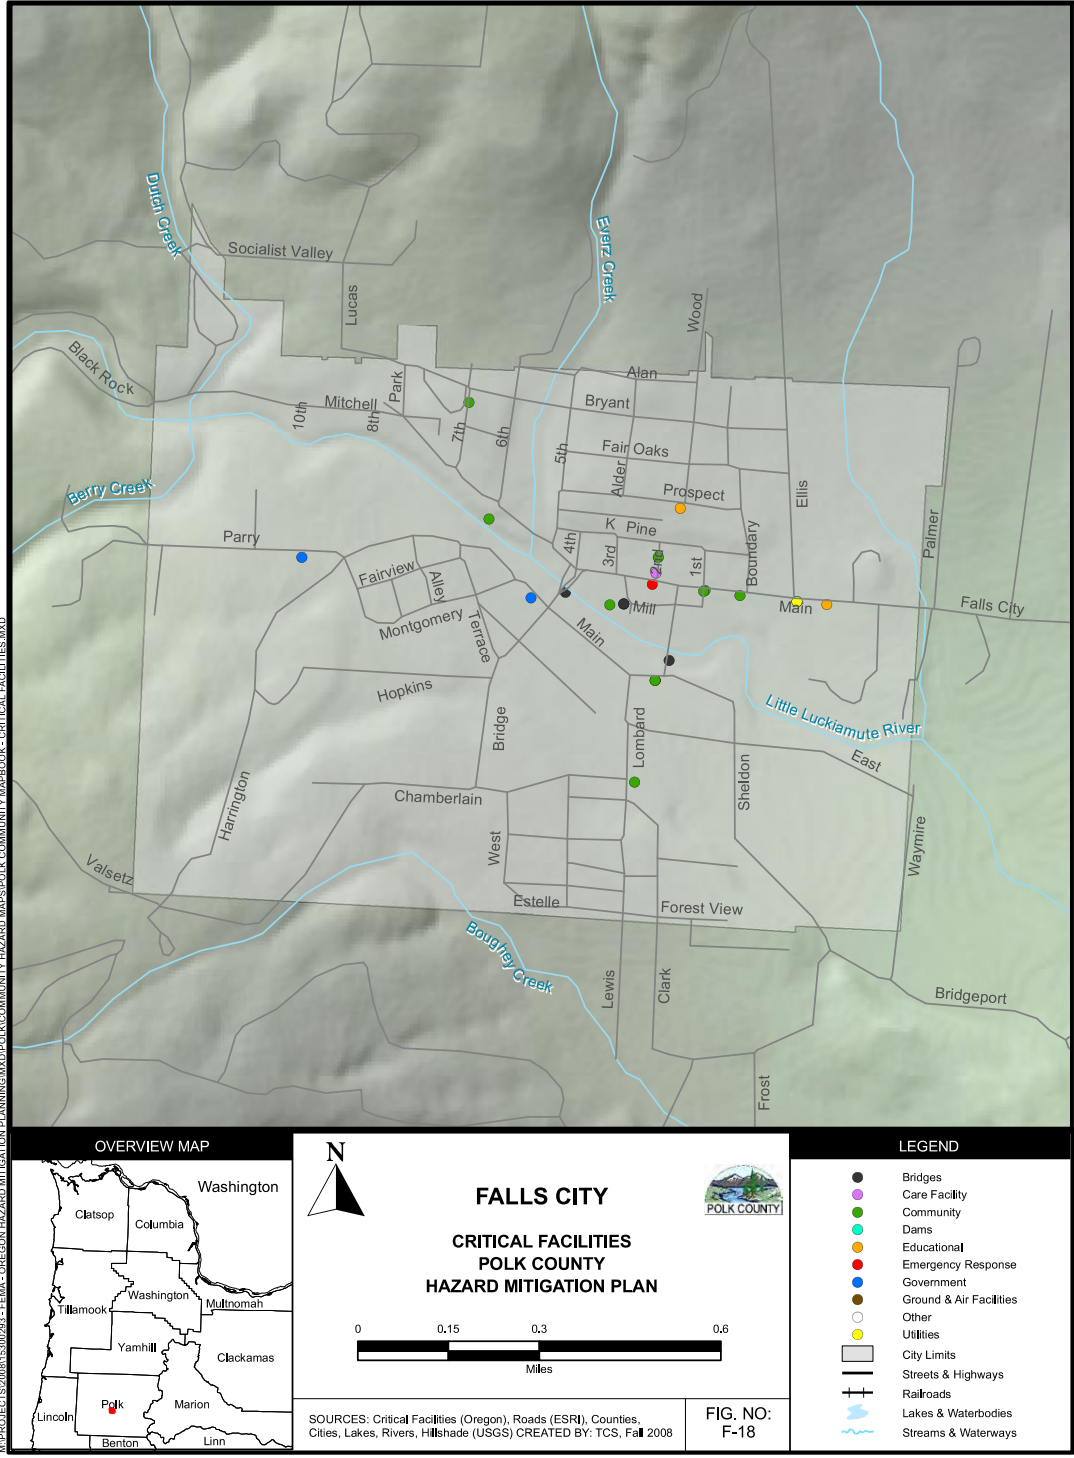 Dutch Creek
Everz Creek
Socialist Valley
Lucas
Wood
Black Rock
Park
Alan
Mitchell
Bryant
10th
8th
7th
6th
5th
Fair Oaks
Alder
Prospect
Ellis
Berry Creek
Palmer
K Pine
Parry
4th
3rd
2nd
1st
Boundary
Fairview
Alley
Montgomery
Terrace
Main
Mill
Main
Falls City
Hopkins
Bridge
Little Luckiamute River
Lombard
Sheldon
East
Chamberlain
Harrington
West
Waymire
Valsetz
Estelle
Forest View
Boughey Creek
Lewis
Clark
Bridgeport
Frost
OVERVIEW MAP
Washington
Clatsop
Columbia
Tillamook
Washington
Multnomah
Yamhill
Clackamas
Polk
Marion
Lincoln
Benton
Linn
N
FALLS CITY
POLK COUNTY
CRITICAL FACILITIES
POLK COUNTY
HAZARD MITIGATION PLAN
0 0.15 0.3 0.6
Miles
SOURCES: Critical Facilities (Oregon), Roads (ESRI), Counties,
Cities, Lakes, Rivers, Hillshade (USGS) CREATED BY: TCS, Fall 2008
FIG. NO:
F-18
LEGEND
Bridges
Care Facility
Community
Dams
Educational
Emergency Response
Government
Ground & Air Facilities
Other
Utilities
City Limits
Streets & Highways
Railroads
Lakes & Waterbodies
Streams & Waterways